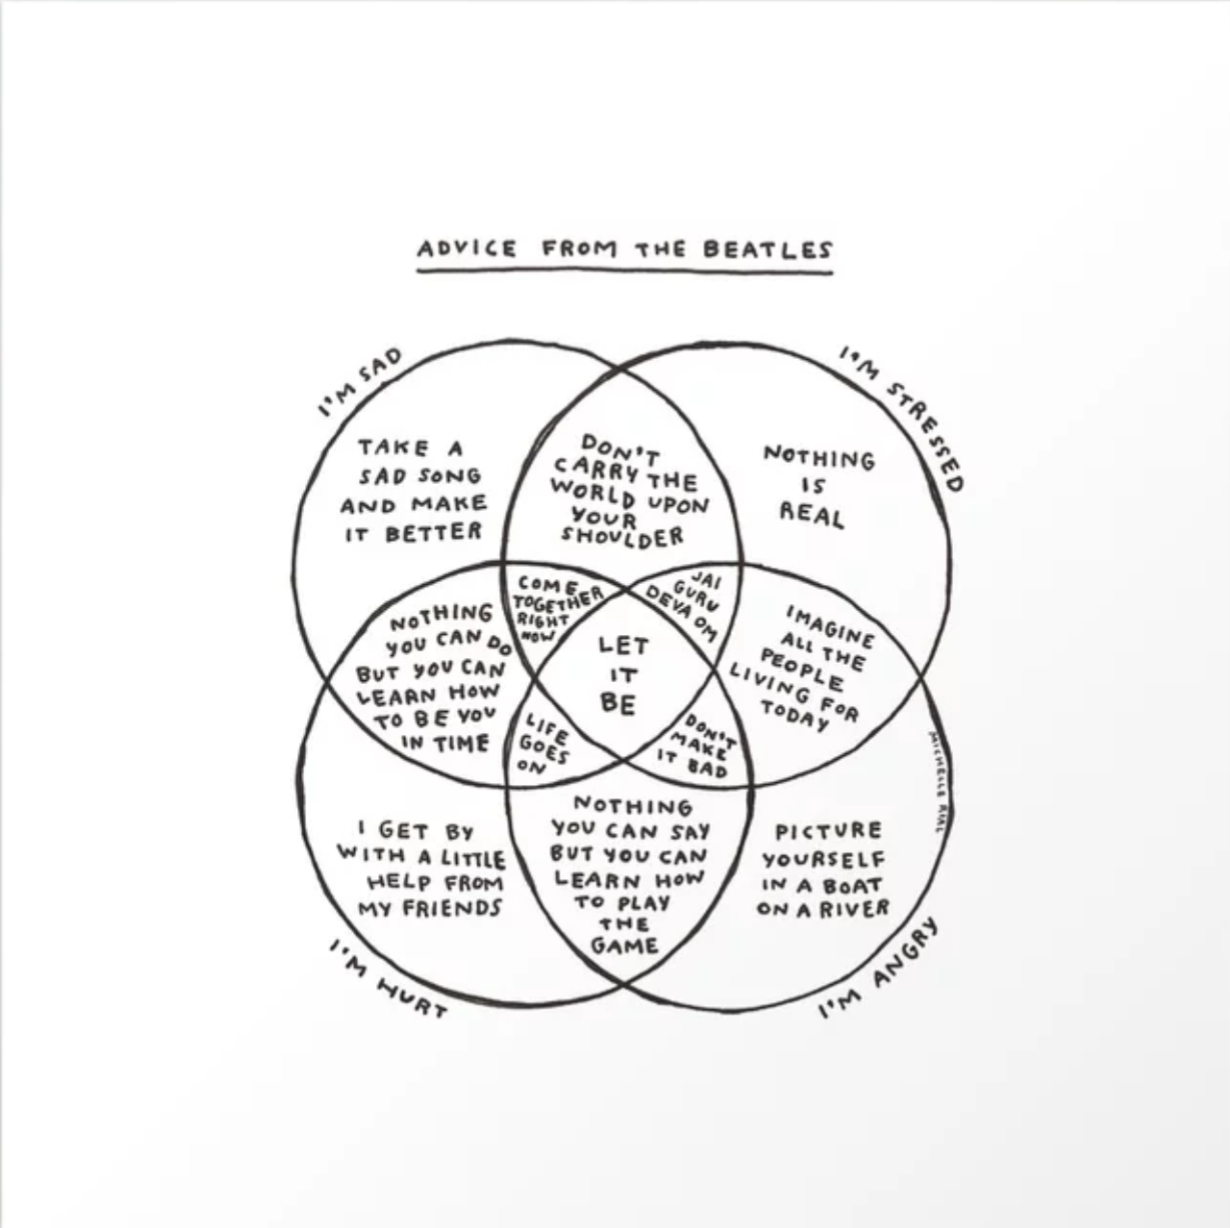 ADVICE FROM THE BEATLES
I'M SAD
I'M STRESSED
TAKE A
SAD SONG
AND MAKE
IT BETTER
DON'T
CARRY THE
WORLD UPON
YOUR
SHOULDER
NOTHING
IS
REAL
COME
TOGETHER
RIGHT
NOW
JAI
GURU
DEVA OM
NOTHING
YOU CAN DO
BUT YOU CAN
LEARN HOW
TO BE YOU
IN TIME
LET
IT
BE
IMAGINE
ALL THE
PEOPLE
LIVING FOR
TODAY
LIFE
GOES
ON
DON'T
MAKE
IT BAD
I GET BY
WITH A LITTLE
HELP FROM
MY FRIENDS
NOTHING
YOU CAN SAY
BUT YOU CAN
LEARN HOW
TO PLAY
THE
GAME
PICTURE
YOURSELF
IN A BOAT
ON A RIVER
MICHELLE RIAL
I'M HURT
I'M ANGRY